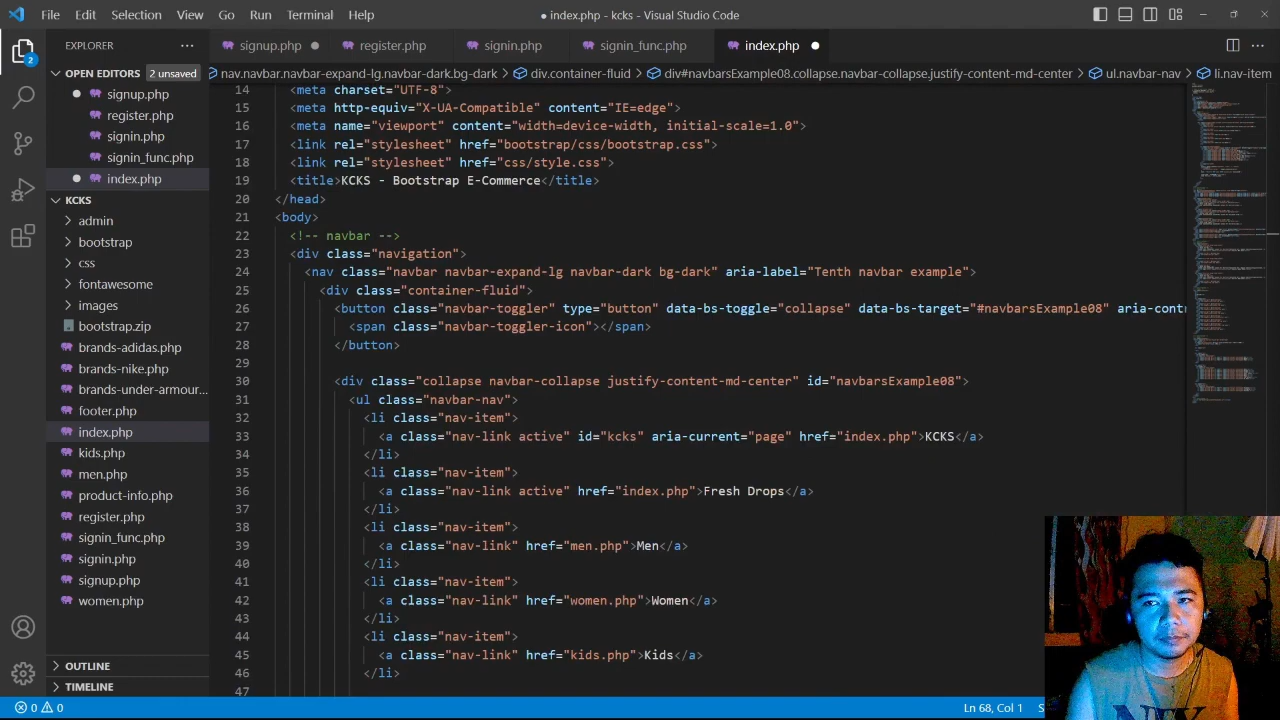 File Edit Selection View Go Run Terminal Help
● index.php - kcks - Visual Studio Code
2
EXPLORER
signup.php
register.php
signin.php
signin_func.php
index.php
OPEN EDITORS 2 unsaved
nav.navbar.navbar-expand-lg.navbar-dark.bg-dark > div.container-fluid > div#navbarsExample08.collapse.navbar-collapse.justify-content-md-center > ul.navbar-nav > li.nav-item
signup.php
register.php
signin.php
signin_func.php
index.php
KCKS
admin
bootstrap
css
fontawesome
images
bootstrap.zip
brands-adidas.php
brands-nike.php
brands-under-armour...
footer.php
index.php
kids.php
men.php
product-info.php
register.php
signin_func.php
signin.php
signup.php
women.php
OUTLINE
TIMELINE
14 <meta charset="UTF-8">
15 <meta http-equiv="X-UA-Compatible" content="IE=edge">
16 <meta name="viewport" content="width=device-width, initial-scale=1.0">
17 <link rel="stylesheet" href="bootstrap/css/bootstrap.css">
18 <link rel="stylesheet" href="css/style.css">
19 <title>KCKS - Bootstrap E-Commerce</title>
20 </head>
21 <body>
22 <!-- navbar -->
23 <div class="navigation">
24 <nav class="navbar navbar-expand-lg navbar-dark bg-dark" aria-label="Tenth navbar example">
25 <div class="container-fluid">
26 <button class="navbar-toggler" type="button" data-bs-toggle="collapse" data-bs-target="#navbarsExample08" aria-contr
27 <span class="navbar-toggler-icon"></span>
28 </button>
29
30 <div class="collapse navbar-collapse justify-content-md-center" id="navbarsExample08">
31 <ul class="navbar-nav">
32 <li class="nav-item">
33 <a class="nav-link active" id="kcks" aria-current="page" href="index.php">KCKS</a>
34 </li>
35 <li class="nav-item">
36 <a class="nav-link active" href="index.php">Fresh Drops</a>
37 </li>
38 <li class="nav-item">
39 <a class="nav-link" href="men.php">Men</a>
40 </li>
41 <li class="nav-item">
42 <a class="nav-link" href="women.php">Women</a>
43 </li>
44 <li class="nav-item">
45 <a class="nav-link" href="kids.php">Kids</a>
46 </li>
47
0 0
Ln 68, Col 1